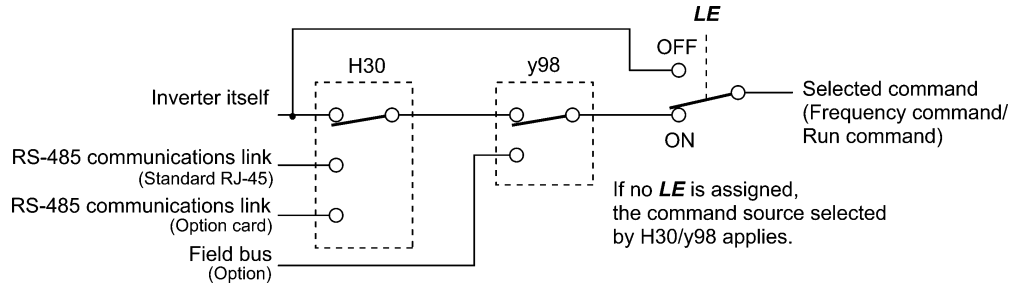 LE
OFF
H30
y98
Inverter itself
Selected command
(Frequency command/
Run command)
ON
RS-485 communications link
(Standard RJ-45)
RS-485 communications link
(Option card)
If no LE is assigned,
the command source selected
by H30/y98 applies.
Field bus
(Option)